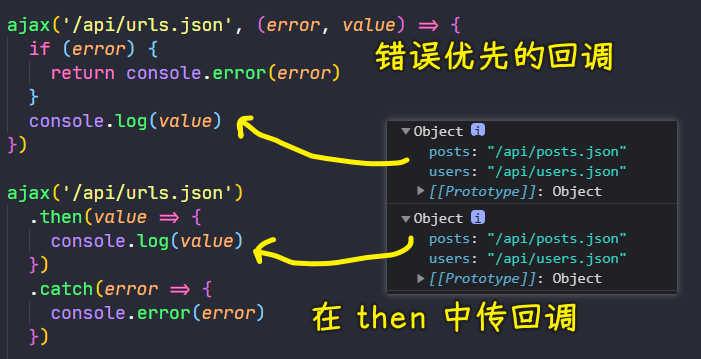 ajax('/api/urls.json', (error, value) => {
if (error) {
return console.error(error)
}
console.log(value)
})
错误优先的回调
Object i
posts: "/api/posts.json"
users: "/api/users.json"
[[Prototype]]: Object
Object i
posts: "/api/posts.json"
users: "/api/users.json"
[[Prototype]]: Object
ajax('/api/urls.json')
.then(value => {
console.log(value)
})
.catch(error => {
console.error(error)
})
在 then 中传回调